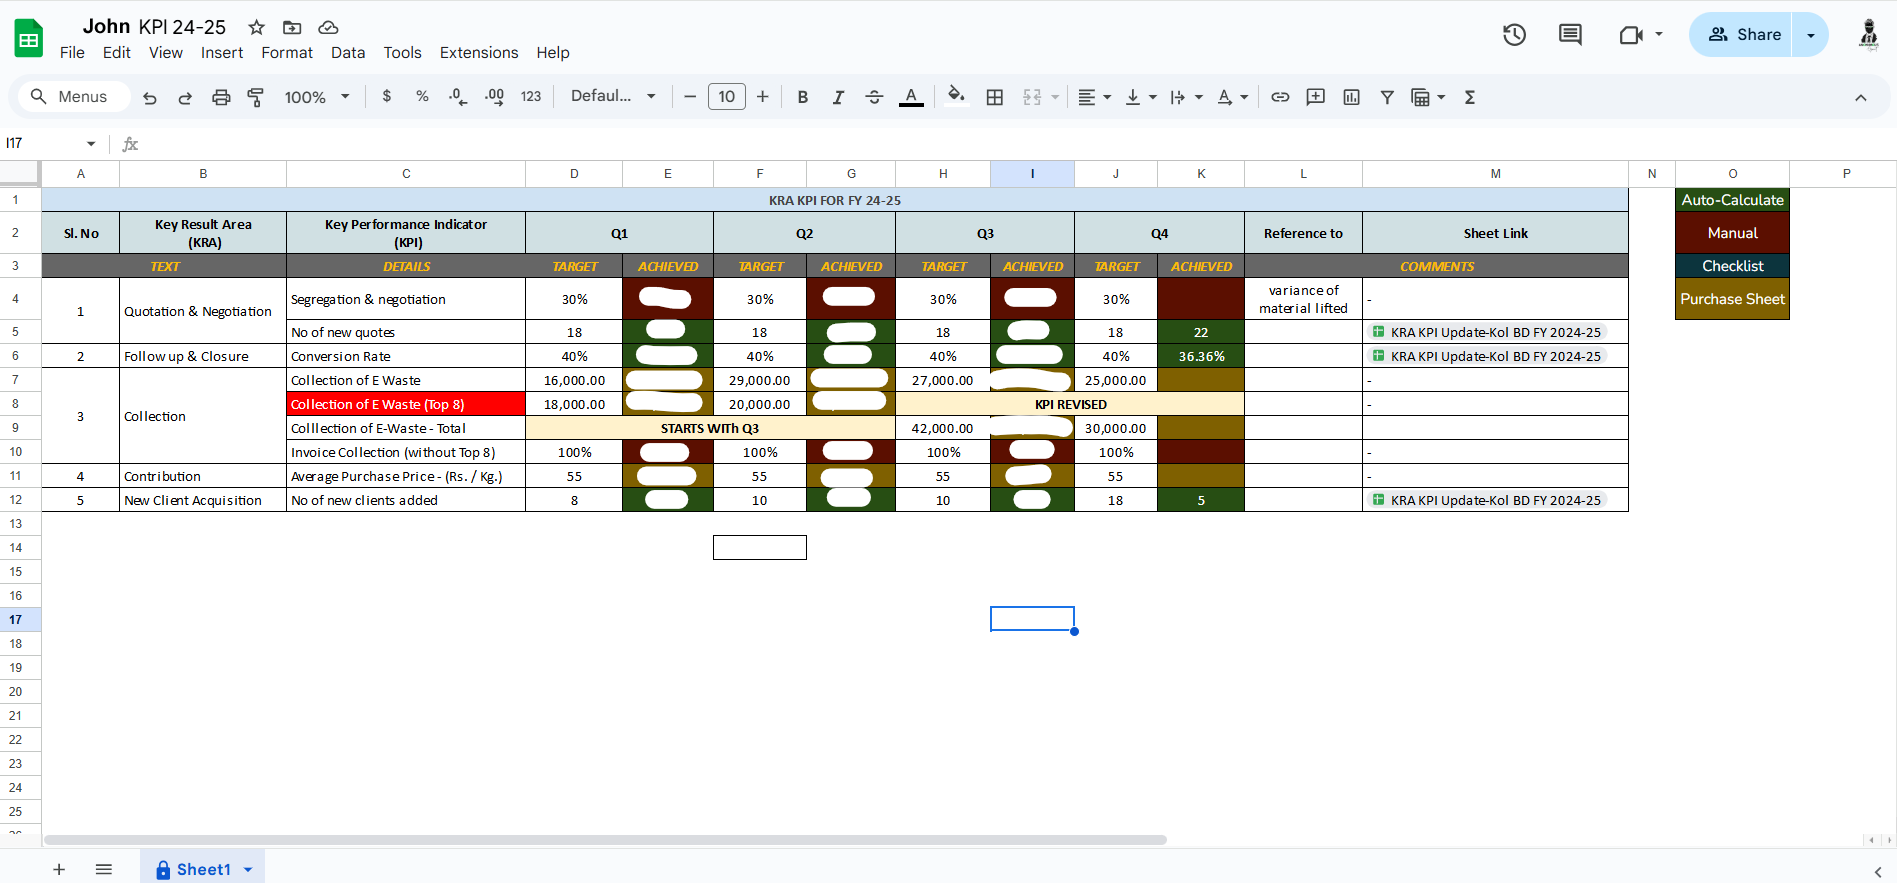 John KPI 24-25
File Edit View Insert Format Data Tools Extensions Help
Share
Menus 100% $ % .0 .00 123 Defaul... 10 B I A Σ
I17 fx
A B C D E F G H I J K L M N O P
1 KRA KPI FOR FY 24-25 Auto-Calculate
2 Sl. No Key Result Area (KRA) Key Performance Indicator (KPI) Q1 Q2 Q3 Q4 Reference to Sheet Link Manual
3 TEXT DETAILS TARGET ACHIEVED TARGET ACHIEVED TARGET ACHIEVED TARGET ACHIEVED COMMENTS Checklist
4 1 Quotation & Negotiation Segregation & negotiation 30% 30% 30% 30% variance of material lifted - Purchase Sheet
5 No of new quotes 18 18 18 18 22 KRA KPI Update-Kol BD FY 2024-25
6 2 Follow up & Closure Conversion Rate 40% 40% 40% 40% 36.36% KRA KPI Update-Kol BD FY 2024-25
7 3 Collection Collection of E Waste 16,000.00 29,000.00 27,000.00 25,000.00 -
8 Collection of E Waste (Top 8) 18,000.00 20,000.00 KPI REVISED -
9 Colllection of E-Waste - Total STARTS WITh Q3 42,000.00 30,000.00
10 Invoice Collection (without Top 8) 100% 100% 100% 100% -
11 4 Contribution Average Purchase Price - (Rs. / Kg.) 55 55 55 55 -
12 5 New Client Acquisition No of new clients added 8 10 10 18 5 KRA KPI Update-Kol BD FY 2024-25
13
14
15
16
17
18
19
20
21
22
23
24
25
Sheet1